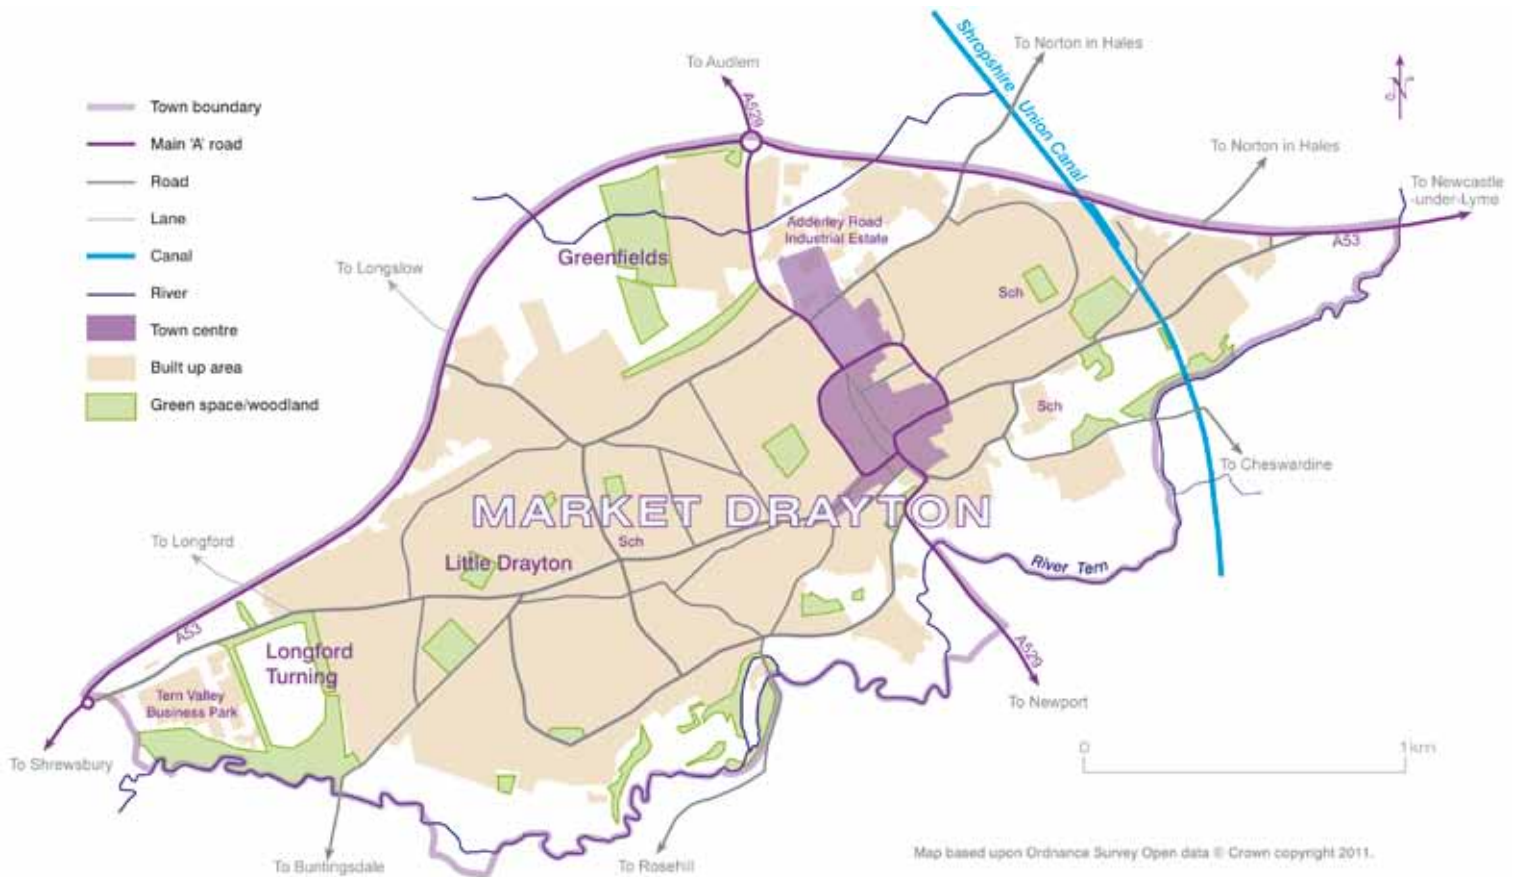 To Norton in Hales
To Audlem
A529
Shropshire Union Canal
Town boundary
Main 'A' road
Road
Lane
Canal
River
Town centre
Built up area
Green space/woodland
To Norton in Hales
To Newcastle
-under-Lyme
A53
Adderley Road
Industrial Estate
Greenfields
To Longslow
Sch
Sch
To Cheswardine
MARKET DRAYTON
Sch
Little Drayton
To Longford
River Tern
A53
Longford
Turning
Tern Valley
Business Park
A529
To Newport
To Shrewsbury
0
1km
To Buntingsdale
To Rosehill
Map based upon Ordnance Survey Open data © Crown copyright 2011.